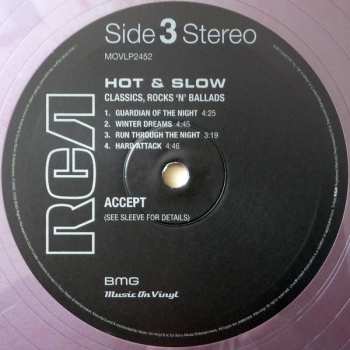 Side 3 Stereo
MOVLP2452
RCA
HOT & SLOW
CLASSICS, ROCKS 'N' BALLADS
1. GUARDIAN OF THE NIGHT 4:25
2. WINTER DREAMS 4:45
3. RUN THROUGH THE NIGHT 3:19
4. HARD ATTACK 4:46
ACCEPT
(SEE SLEEVE FOR DETAILS)
BMG
Music On Vinyl